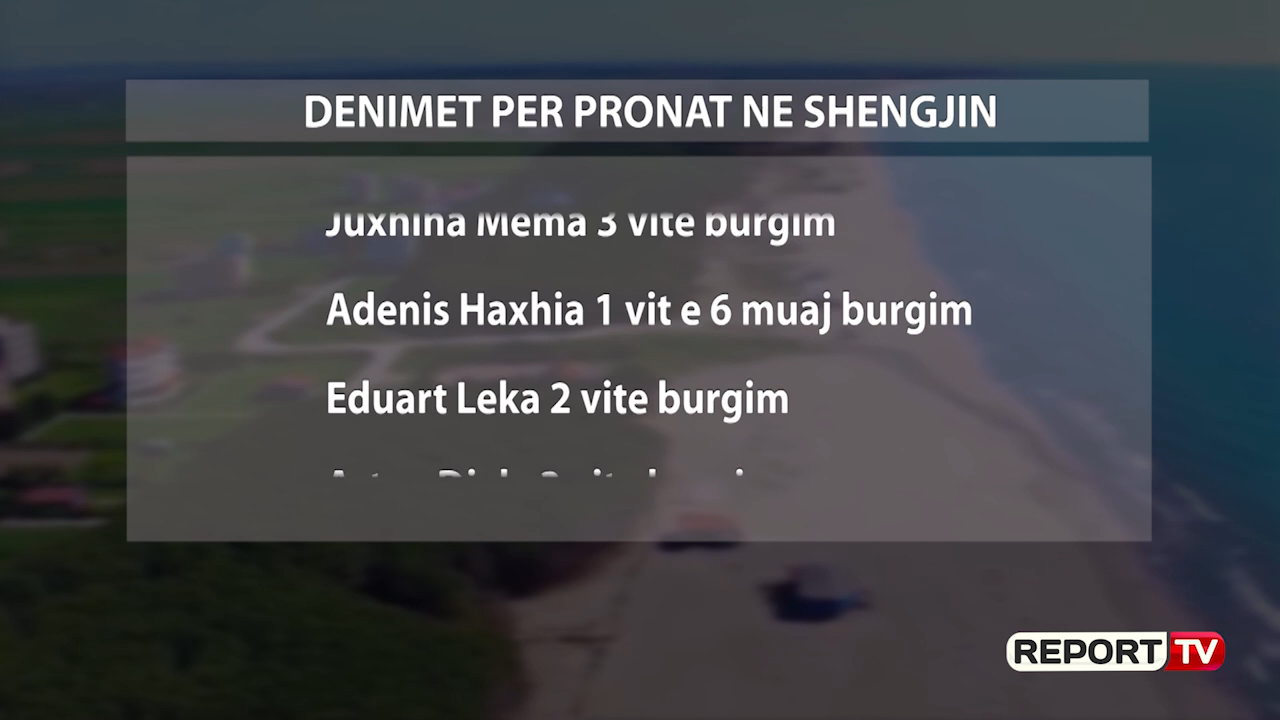 DENIMET PER PRONAT NE SHENGJIN
Juxhina Mema 3 vite burgim
Adenis Haxhia 1 vit e 6 muaj burgim
Eduart Leka 2 vite burgim
REPORT TV